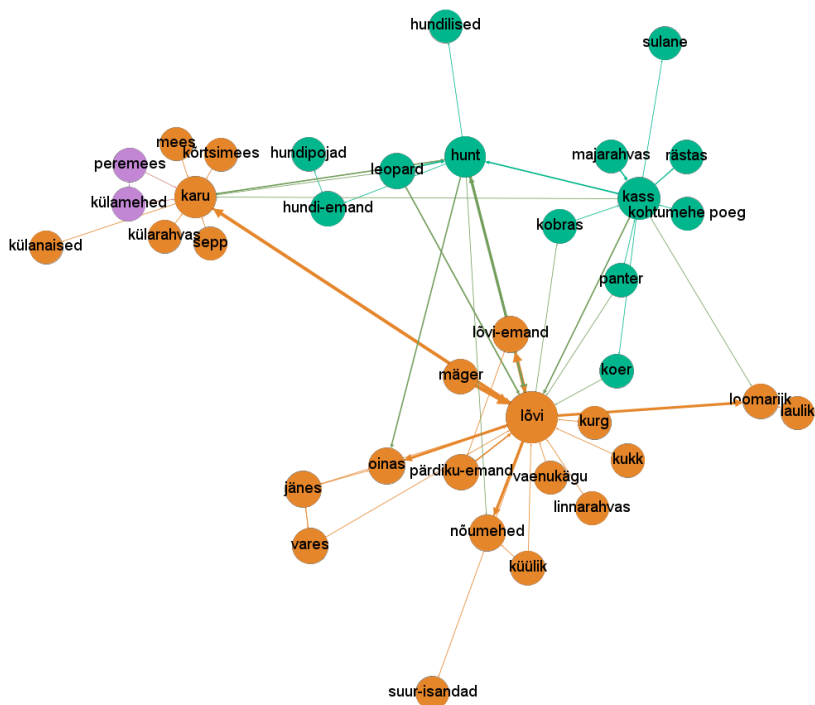 hundilised
sulane
mees
kõrtsimees
peremees
hundipojad
leopard
hunt
majarahvas
rästas
karu
kass
külamehed
hundi-emand
kohtumehe poeg
kobras
külanaised
külarahvas
sepp
panter
lõvi-emand
mäger
koer
lõvi
loomariik
laulik
kurg
oinas
pärdiku-emand
kukk
vaenukägu
jänes
linnarahvas
nõumehed
vares
küülik
suur-isandad